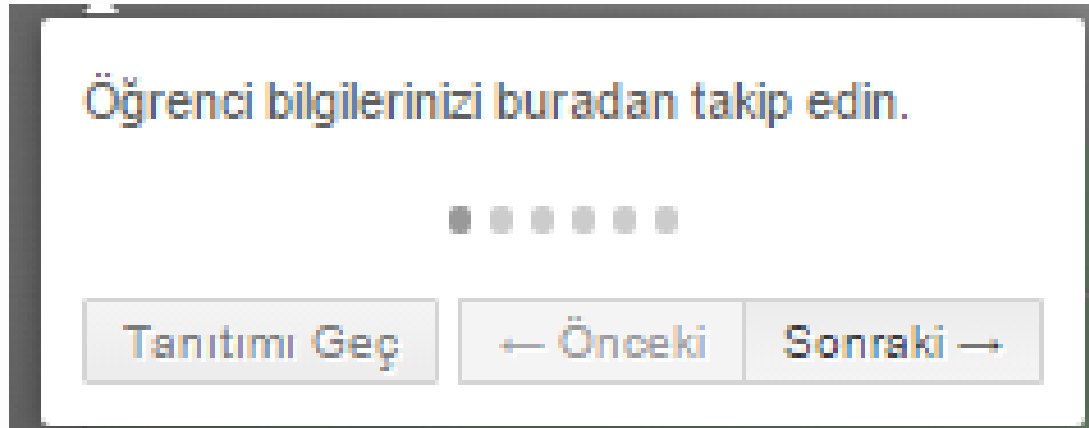 Öğrenci bilgilerinizi buradan takip edin.
Tanıtımı Geç ← Önceki Sonraki →